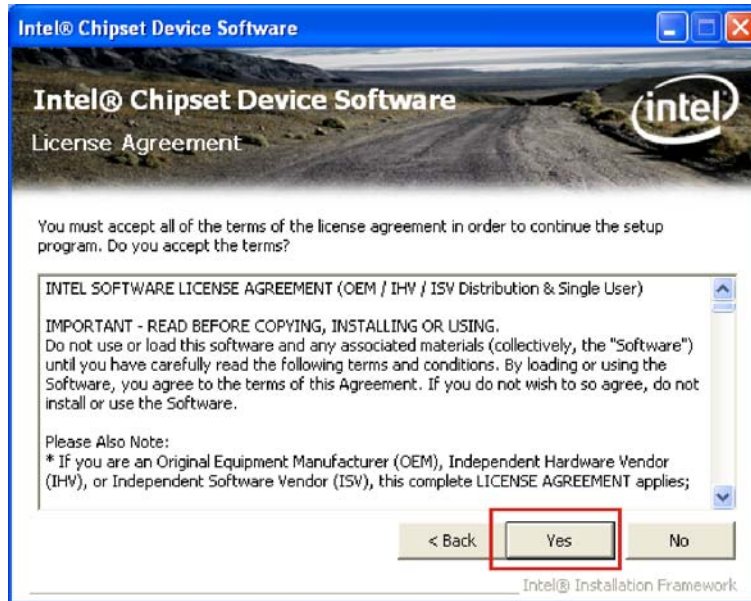 Intel® Chipset Device Software
Intel® Chipset Device Software
License Agreement
intel
You must accept all of the terms of the license agreement in order to continue the setup
program. Do you accept the terms?
INTEL SOFTWARE LICENSE AGREEMENT (OEM / IHV / ISV Distribution & Single User)
IMPORTANT - READ BEFORE COPYING, INSTALLING OR USING.
Do not use or load this software and any associated materials (collectively, the "Software")
until you have carefully read the following terms and conditions. By loading or using the
Software, you agree to the terms of this Agreement. If you do not wish to so agree, do not
install or use the Software.
Please Also Note:
* If you are an Original Equipment Manufacturer (OEM), Independent Hardware Vendor
(IHV), or Independent Software Vendor (ISV), this complete LICENSE AGREEMENT applies;
< Back Yes No
Intel® Installation Framework